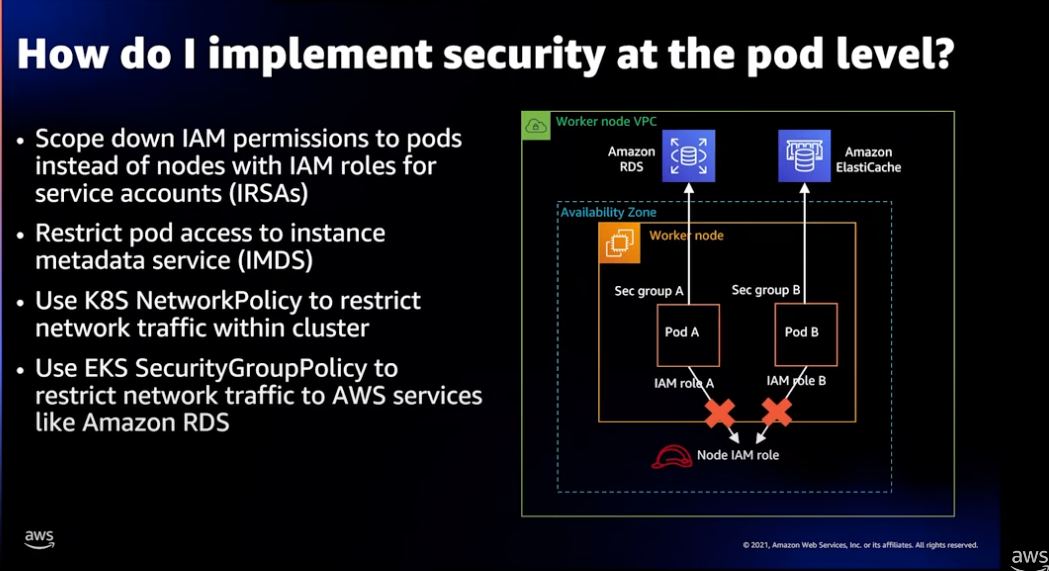 How do I implement security at the pod level?
• Scope down IAM permissions to pods
instead of nodes with IAM roles for
service accounts (IRSAs)
• Restrict pod access to instance
metadata service (IMDS)
• Use K8S NetworkPolicy to restrict
network traffic within cluster
• Use EKS SecurityGroupPolicy to
restrict network traffic to AWS services
like Amazon RDS
Worker node VPC
Amazon
RDS
Amazon
ElastiCache
Availability Zone
Worker node
Sec group A
Sec group B
Pod A
Pod B
IAM role A
IAM role B
Node IAM role
aws
© 2021, Amazon Web Services, Inc. or its affiliates. All rights reserved.
aws